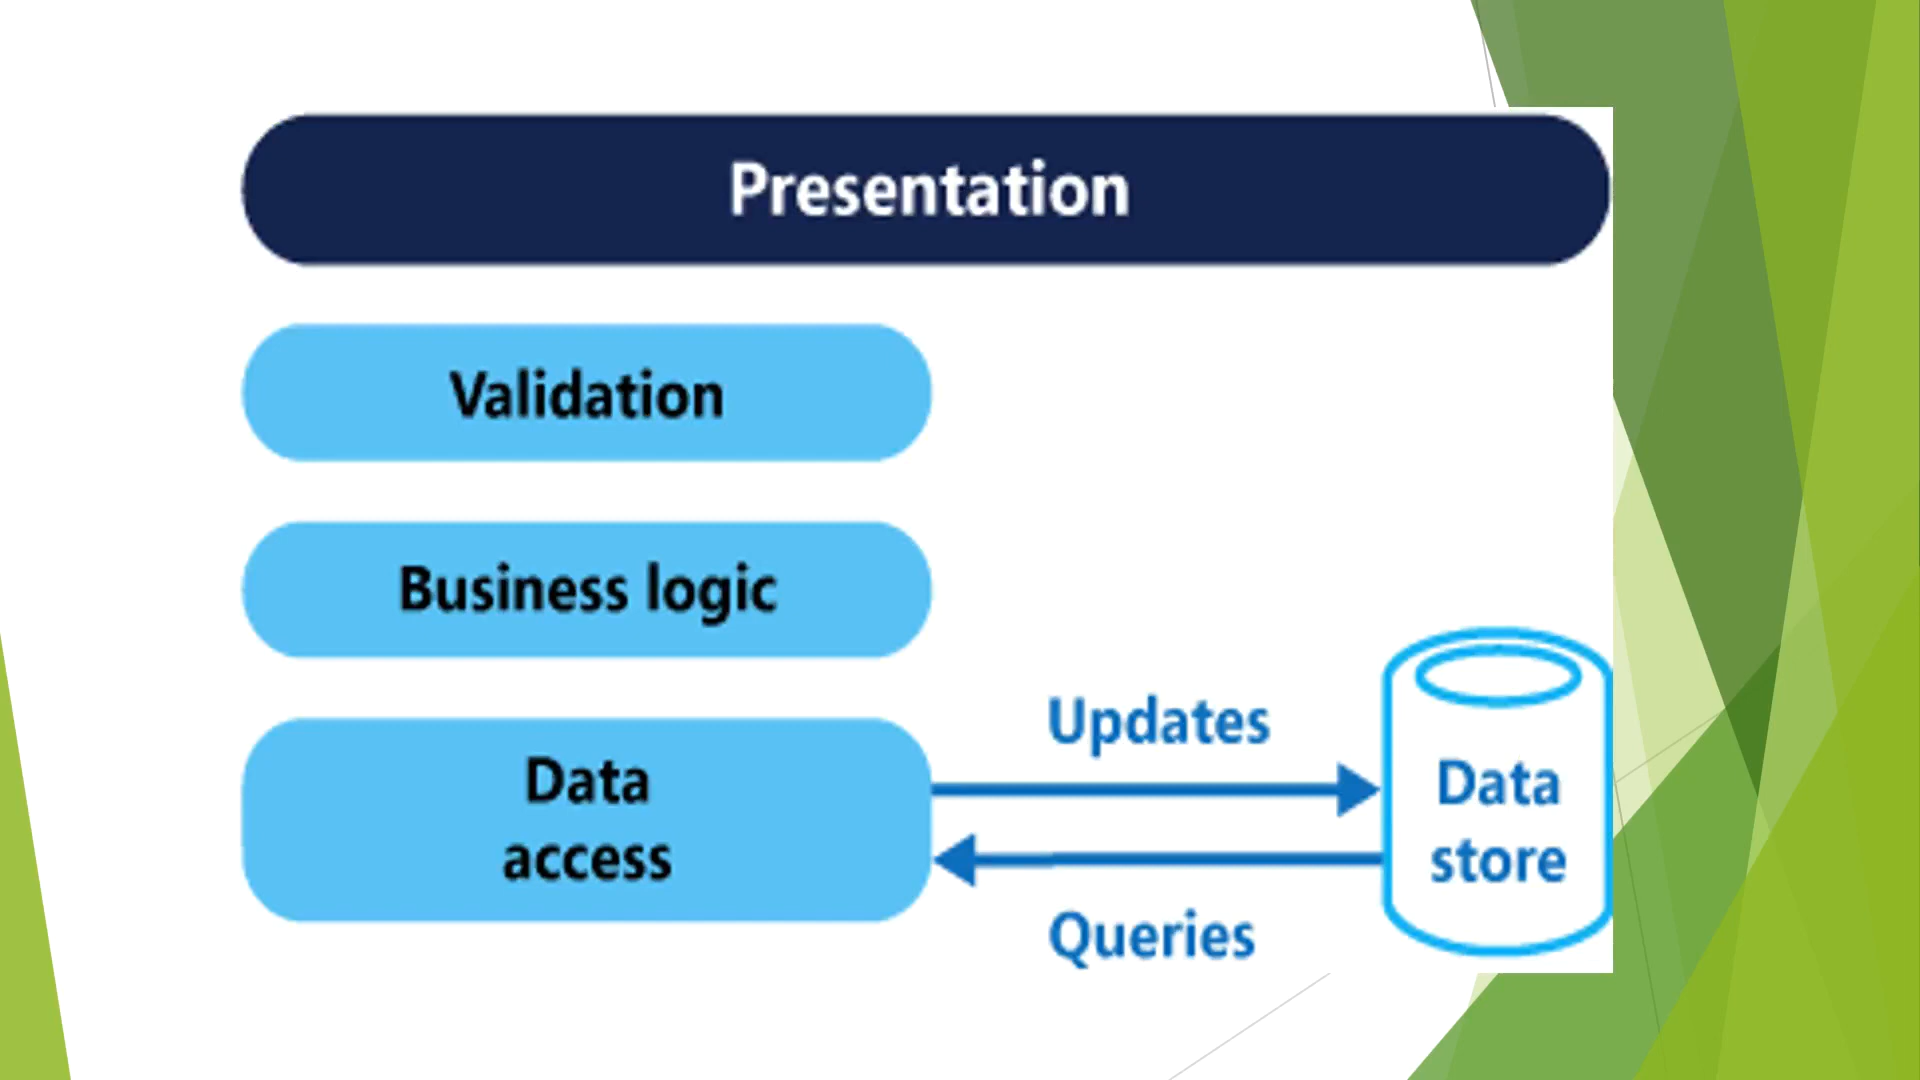 Presentation
Validation
Business logic
Data
access
Updates
Queries
Data
store